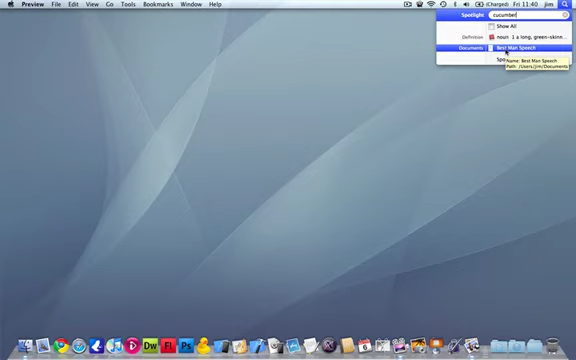 Preview File Edit View Go Tools Bookmarks Window Help
(Charged) Fri 11:40 jim
Spotlight cucumber
Show All
Definition noun 1 a long, green-skinn...
Documents Best Man Speech
Name: Best Man Speech
Path: /Users/jim/Documents
Dw Fl Ps